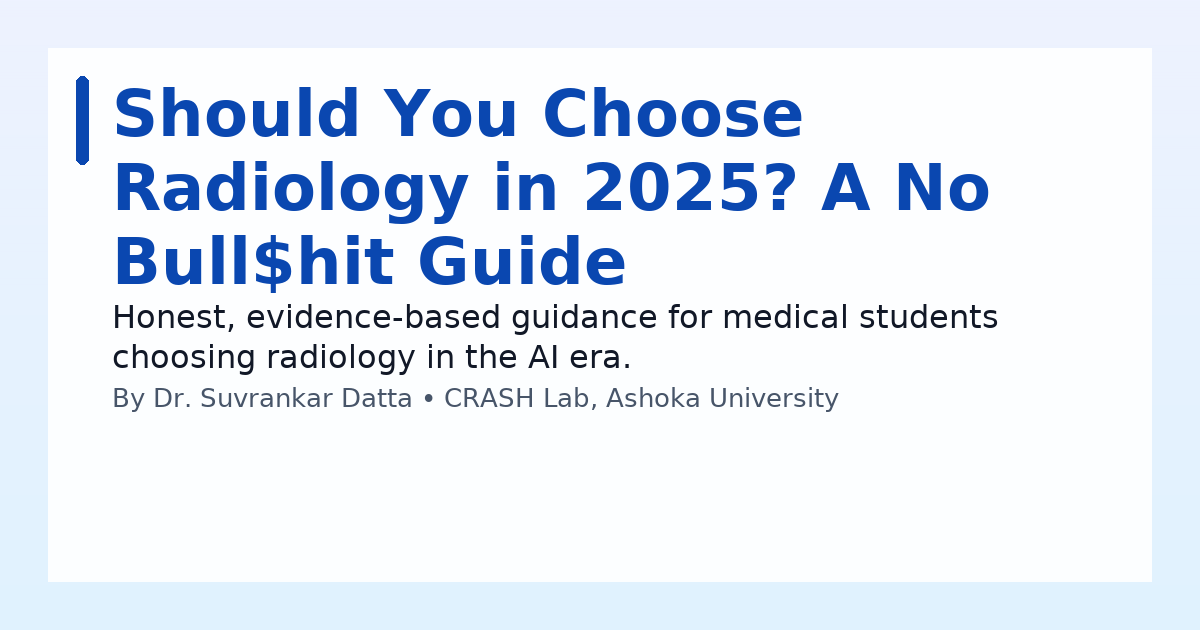 Should You Choose
Radiology in 2025? A No
Bull$hit Guide
Honest, evidence-based guidance for medical students
choosing radiology in the AI era.
By Dr. Suvrankar Datta • CRASH Lab, Ashoka University